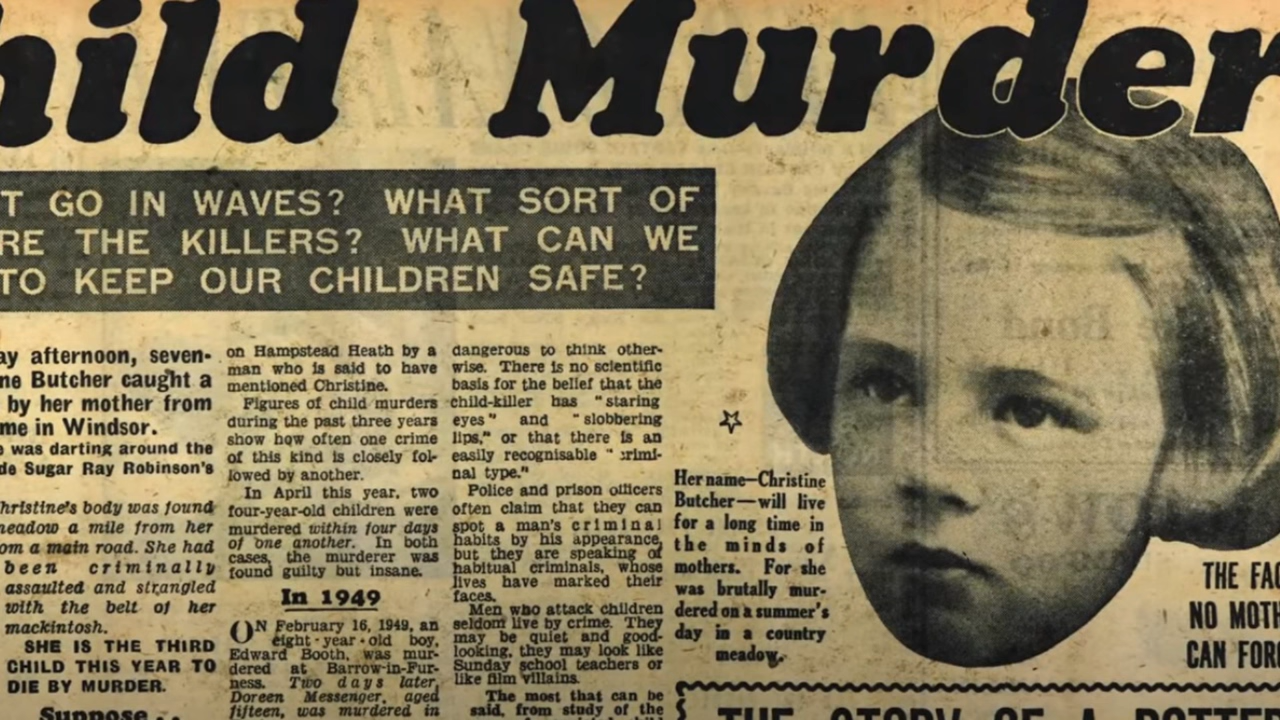 hild Murder
T GO IN WAVES? WHAT SORT OF
RE THE KILLERS? WHAT CAN WE
TO KEEP OUR CHILDREN SAFE?
ay afternoon, seven-
ne Butcher caught a
by her mother from
me in Windsor.
e was darting around the
de Sugar Ray Robinson's
hristine's body was found
meadow a mile from her
om a main road. She had
been criminally
assaulted and strangled
with the belt of her
mackintosh.
SHE IS THE THIRD
CHILD THIS YEAR TO
DIE BY MURDER.
Suppose..
on Hampstead Heath by a
man who is said to have
mentioned Christine.
Figures of child murders
during the past three years
show how often one crime
of this kind is closely fol-
lowed by another.
In April this year, two
four-year-old children were
murdered within four days
of one another. In both
cases, the murderer was
found guilty but insane.
In 1949
ON February 16, 1949, an
eight-year-old boy,
Edward Booth, was mur-
dered at Barrow-in-Fur-
ness. Two days later,
Doreen Messenger, aged
fifteen, was murdered in
dangerous to think other-
wise. There is no scientific
basis for the belief that the
child-killer has "staring
eyes" and "slobbering
lips," or that there is an
easily recognisable "crimi-
nal type."
Police and prison officers
often claim that they can
spot a man's criminal
habits by his appearance,
but they are speaking of
habitual criminals, whose
lives have marked their
faces.
Men who attack children
seldom live by crime. They
may be quiet and good-
looking, they may look like
Sunday school teachers or
like film villains.
The most that can be
said, from study of the
Her name—Christine
Butcher—will live
for a long time in
the minds of
mothers. For she
was brutally mur-
dered on a summer's
day in a country
meadow.
THE FAC
NO MOTH
CAN FORG
THE STORY OF A POTTE